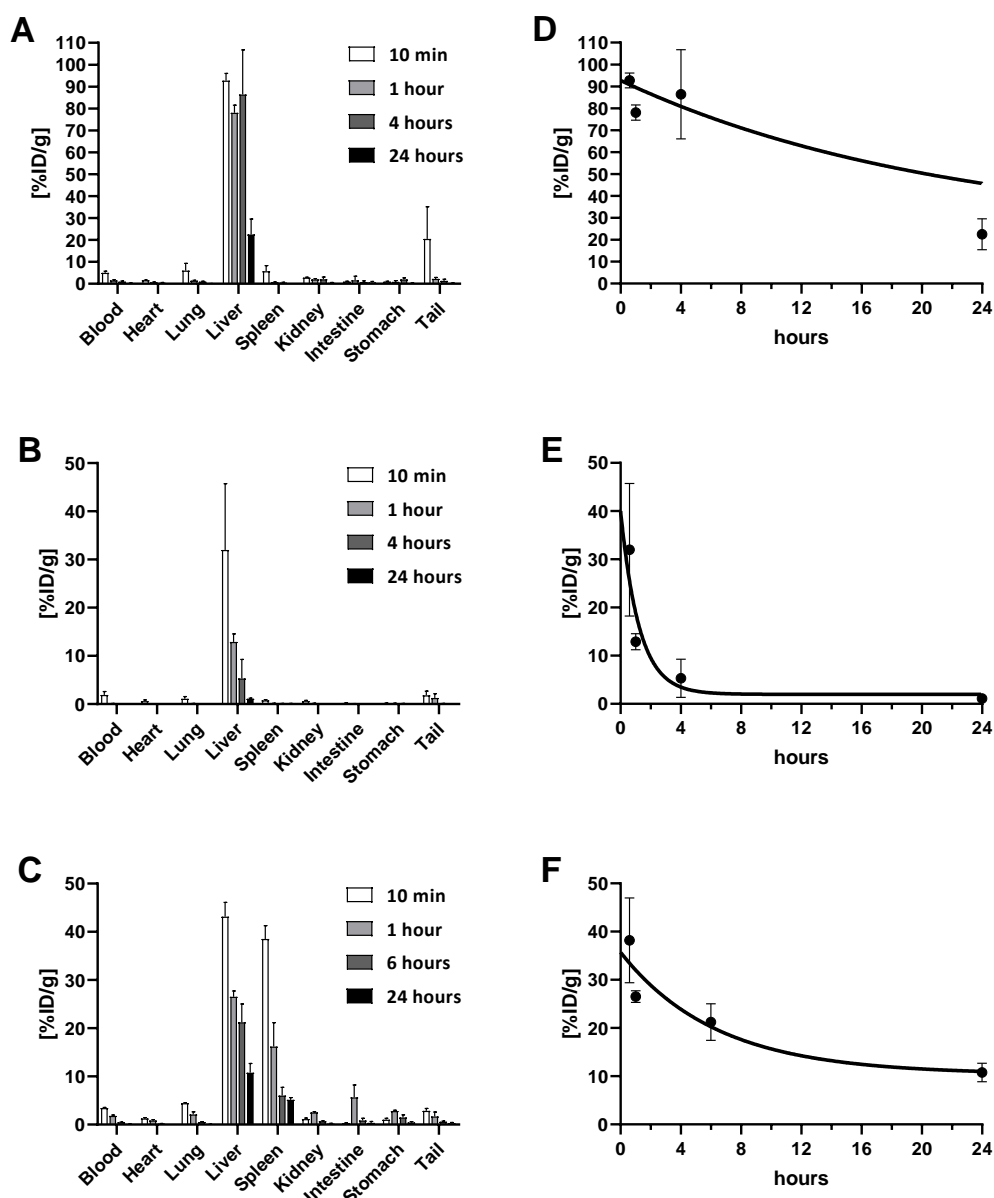 A
[%ID/g]
110
100
90
80
70
60
50
40
30
20
10
0
10 min
1 hour
4 hours
24 hours
Blood
Heart
Lung
Liver
Spleen
Kidney
Intestine
Stomach
Tail
D
[%ID/g]
110
100
90
80
70
60
50
40
30
20
10
0
0 4 8 12 16 20 24
hours
B
[%ID/g]
50
40
30
20
10
0
10 min
1 hour
4 hours
24 hours
Blood
Heart
Lung
Liver
Spleen
Kidney
Intestine
Stomach
Tail
E
[%ID/g]
50
40
30
20
10
0
0 4 8 12 16 20 24
hours
C
[%ID/g]
50
40
30
20
10
0
10 min
1 hour
6 hours
24 hours
Blood
Heart
Lung
Liver
Spleen
Kidney
Intestine
Stomach
Tail
F
[%ID/g]
50
40
30
20
10
0
0 4 8 12 16 20 24
hours